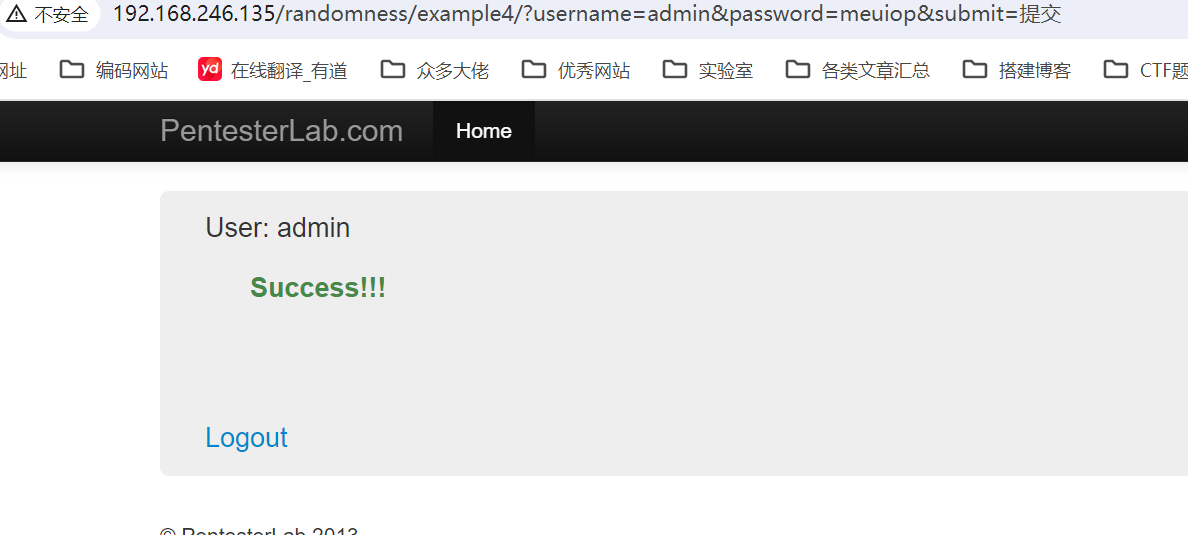 不安全 192.168.246.135/randomness/example4/?username=admin&password=meuiop&submit=提交
网址 编码网站 yd 在线翻译_有道 众多大佬 优秀网站 实验室 各类文章汇总 搭建博客 CTF题
PentesterLab.com Home
User: admin
Success!!!
Logout
© PentesterLab 2013